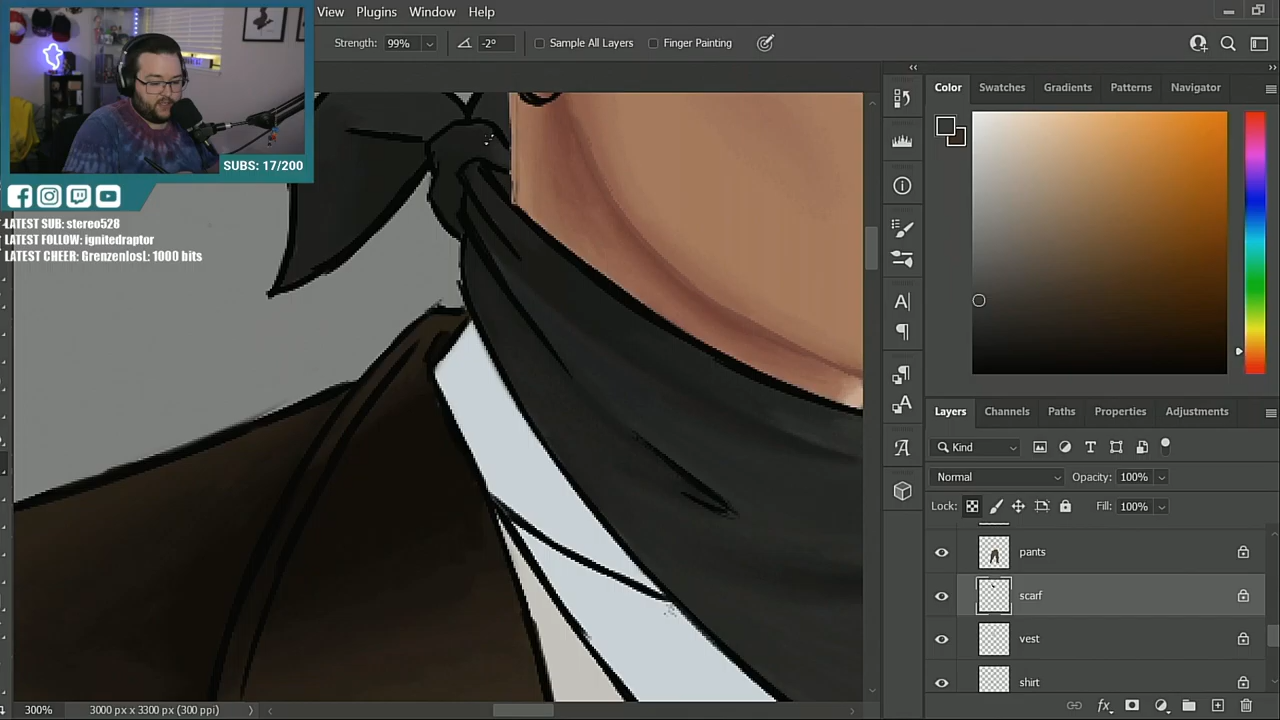 View Plugins Window Help
Strength: 99% -2° Sample All Layers Finger Painting
SUBS: 17/200
LATEST SUB: stereo528
LATEST FOLLOW: ignitedraptor
LATEST CHEER: GrenzenlosL: 1000 bits
Color Swatches Gradients Patterns Navigator
Layers Channels Paths Properties Adjustments
Kind
Normal Opacity: 100%
Lock: Fill: 100%
pants
scarf
vest
shirt
300% 3000 px x 3300 px (300 ppi)